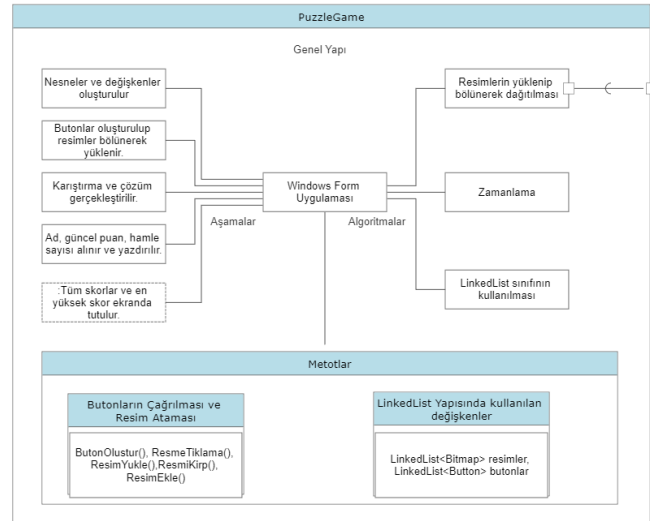 PuzzleGame
Genel Yapı
Nesneler ve değişkenler
oluşturulur
Butonlar oluşturulup
resimler bölünerek
yüklenir.
Karıştırma ve çözüm
gerçekleştirilir.
Ad, güncel puan, hamle
sayısı alınır ve yazdırılır.
:Tüm skorlar ve en
yüksek skor ekranda
tutulur.
Aşamalar
Windows Form
Uygulaması
Algoritmalar
Resimlerin yüklenip
bölünerek dağıtılması
Zamanlama
LinkedList sınıfının
kullanılması
Metotlar
Butonların Çağrılması ve
Resim Ataması
ButonOlustur(), ResmeTiklama(),
ResimYukle(),ResmiKirp(),
ResimEkle()
LinkedList Yapısında kullanılan
değişkenler
LinkedList<Bitmap> resimler,
LinkedList<Button> butonlar